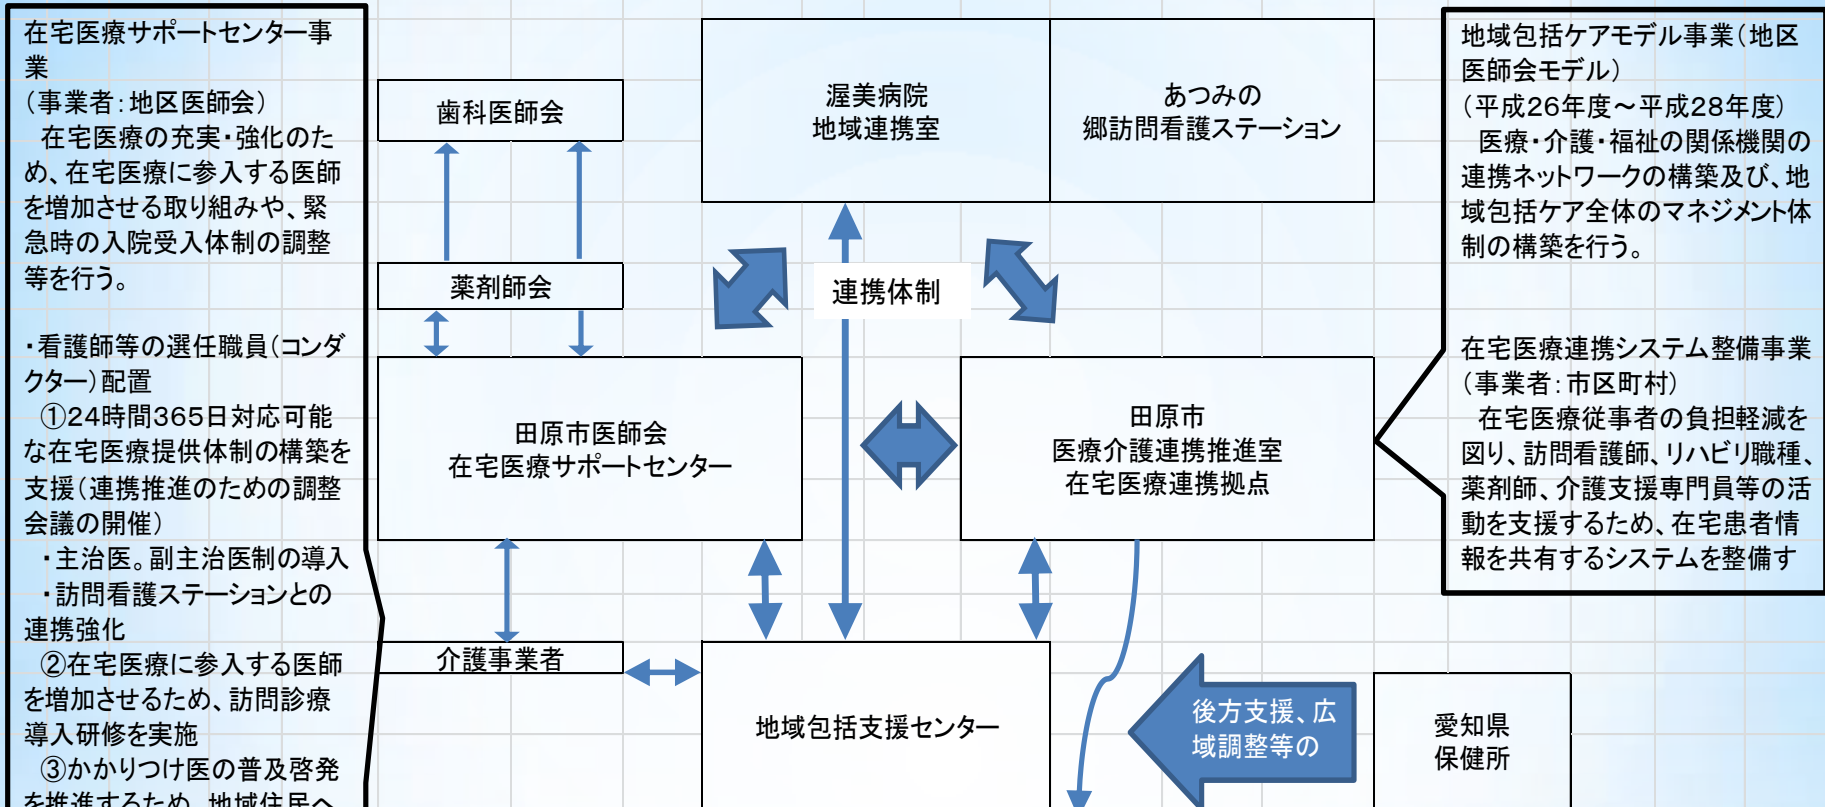 在宅医療サポートセンター事
業
（事業者：地区医師会）
在宅医療の充実・強化のた
め、在宅医療に参入する医師
を増加させる取り組みや、緊
急時の入院受入体制の調整
等を行う。
・看護師等の選任職員（コンダ
クター）配置
①24時間365日対応可能
な在宅医療提供体制の構築を
支援（連携推進のための調整
会議の開催）
・主治医。副主治医制の導入
・訪問看護ステーションとの
連携強化
②在宅医療に参入する医師
を増加させるため、訪問診療
導入研修を実施
③かかりつけ医の普及啓発
を推進するため、地域住民へ
歯科医師会
薬剤師会
渥美病院
地域連携室
あつみの
郷訪問看護ステーション
連携体制
田原市医師会
在宅医療サポートセンター
田原市
医療介護連携推進室
在宅医療連携拠点
介護事業者
地域包括支援センター
後方支援、広
域調整等の
愛知県
保健所
地域包括ケアモデル事業（地区
医師会モデル）
（平成26年度～平成28年度）
医療・介護・福祉の関係機関の
連携ネットワークの構築及び、地
域包括ケア全体のマネジメント体
制の構築を行う。
在宅医療連携システム整備事業
（事業者：市区町村）
在宅医療従事者の負担軽減を
図り、訪問看護師、リハビリ職種、
薬剤師、介護支援専門員等の活
動を支援するため、在宅患者情
報を共有するシステムを整備す